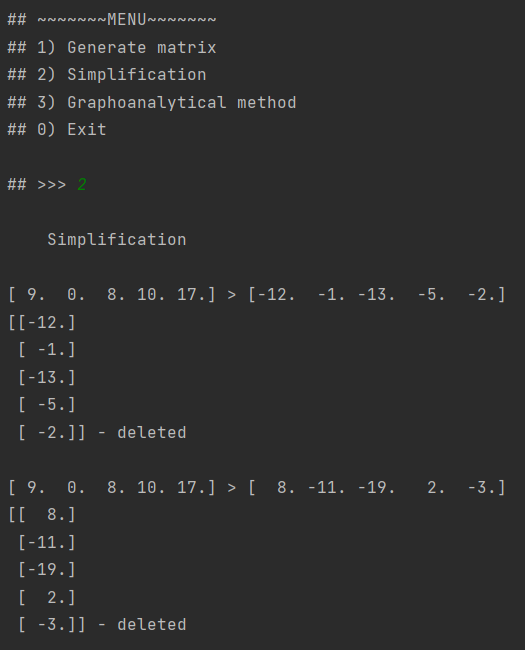 ## ~~~~~~~MENU~~~~~~~
## 1) Generate matrix
## 2) Simplification
## 3) Graphoanalytical method
## 0) Exit
## >>> 2
Simplification
[ 9.  0.  8. 10. 17.] > [-12.  -1. -13.  -5.  -2.]
[[-12.]
 [ -1.]
 [-13.]
 [ -5.]
 [ -2.]] - deleted
[ 9.  0.  8. 10. 17.] > [  8. -11. -19.   2.  -3.]
[[  8.]
 [-11.]
 [-19.]
 [  2.]
 [ -3.]] - deleted